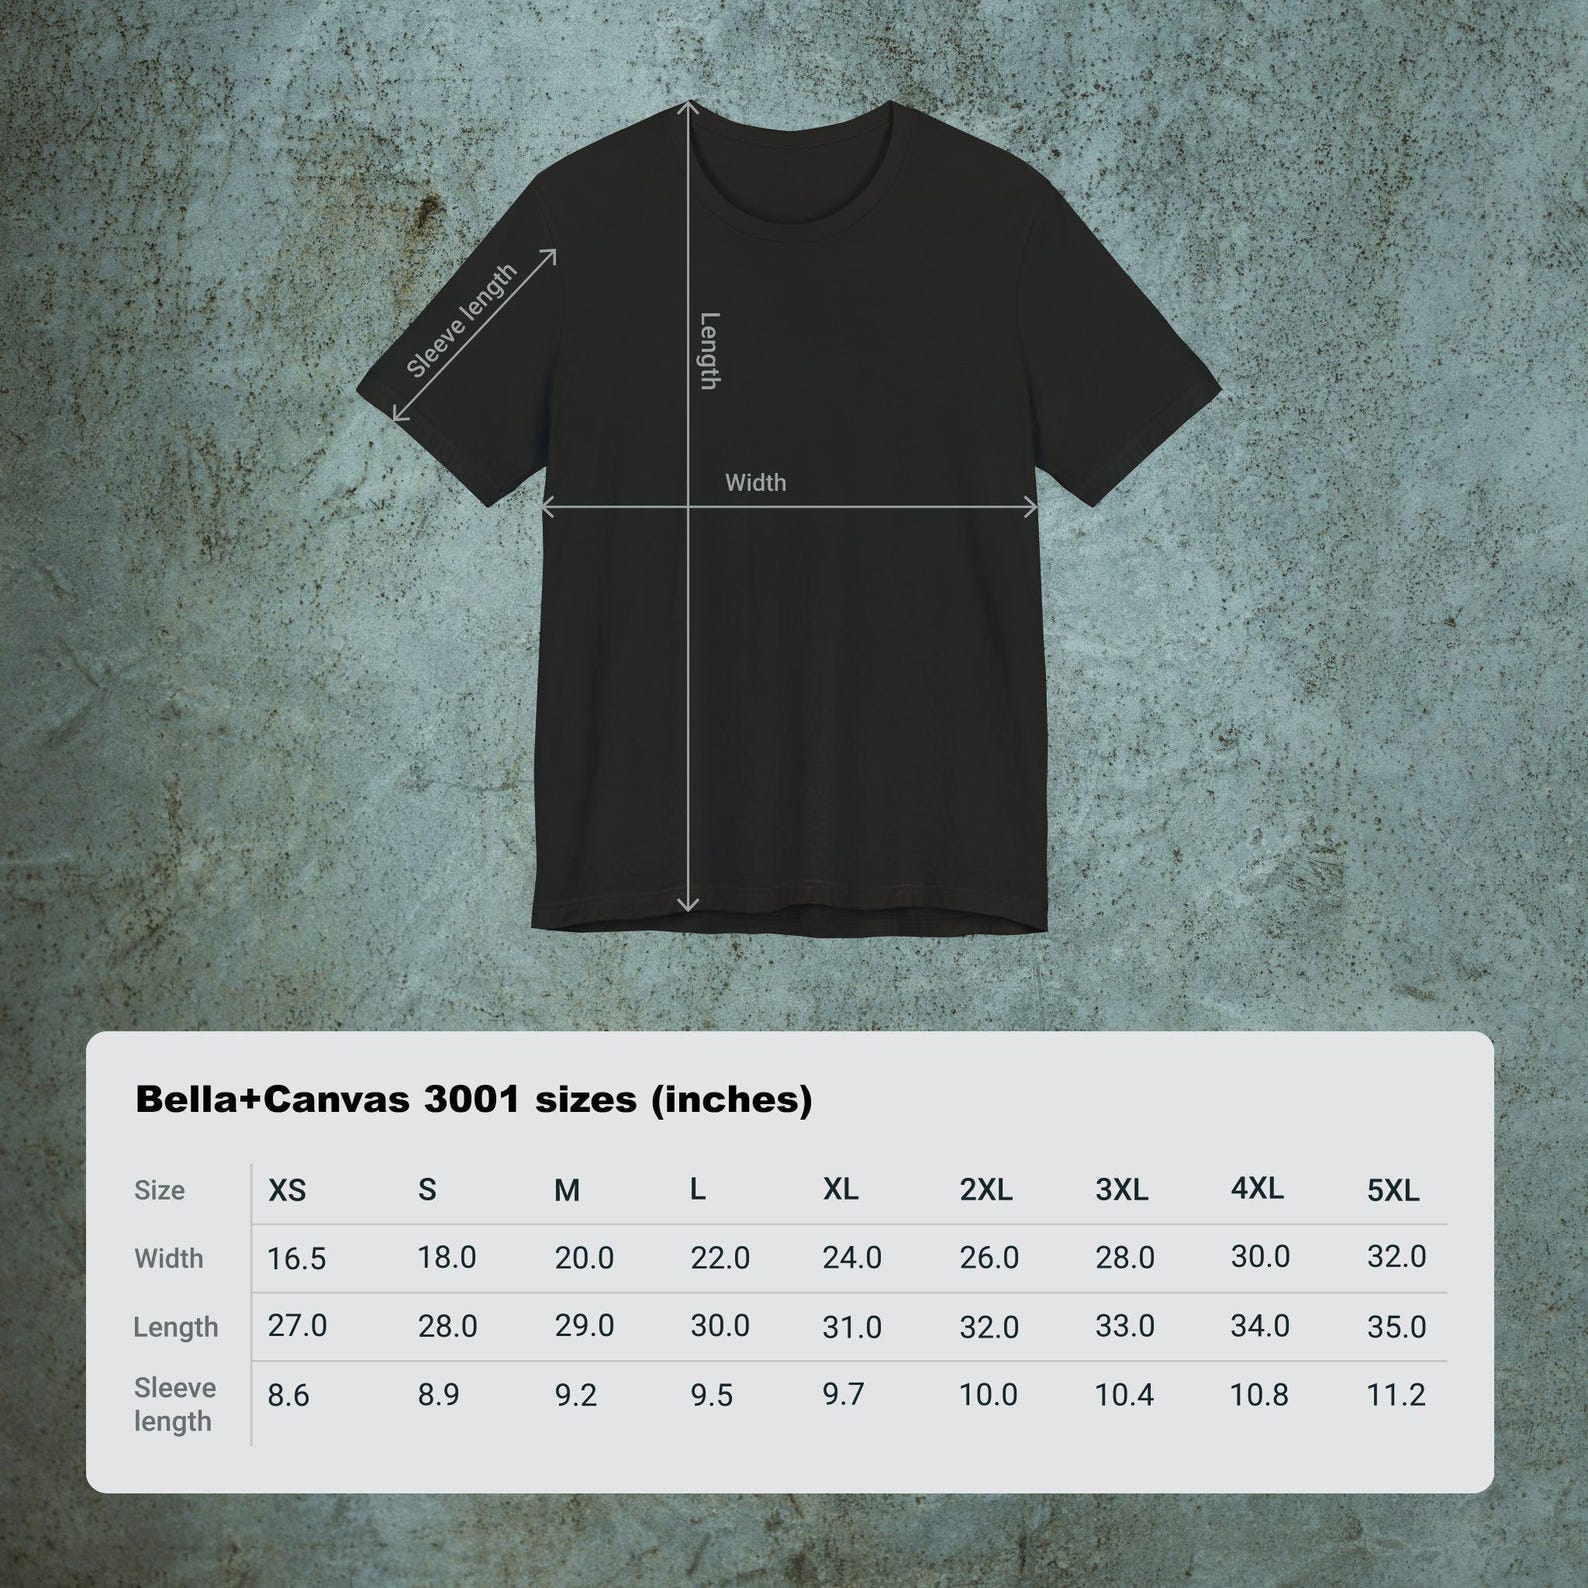 Sleeve length
Length
Width
Bella+Canvas 3001 sizes (inches)
Size XS S M L XL 2XL 3XL 4XL 5XL
Width 16.5 18.0 20.0 22.0 24.0 26.0 28.0 30.0 32.0
Length 27.0 28.0 29.0 30.0 31.0 32.0 33.0 34.0 35.0
Sleeve length 8.6 8.9 9.2 9.5 9.7 10.0 10.4 10.8 11.2